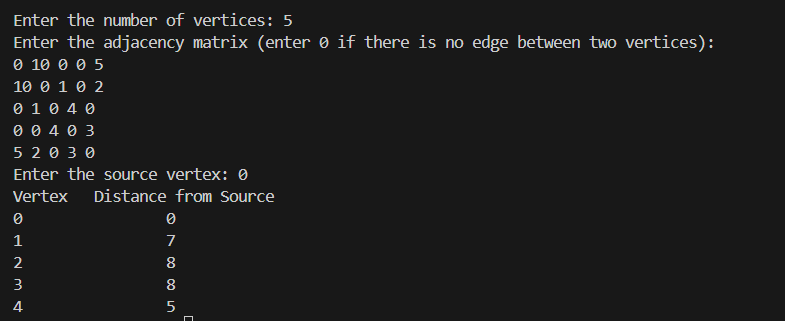 Enter the number of vertices: 5
Enter the adjacency matrix (enter 0 if there is no edge between two vertices):
0 10 0 0 5
10 0 1 0 2
0 1 0 4 0
0 0 4 0 3
5 2 0 3 0
Enter the source vertex: 0
Vertex   Distance from Source
0                0
1                7
2                8
3                8
4                5